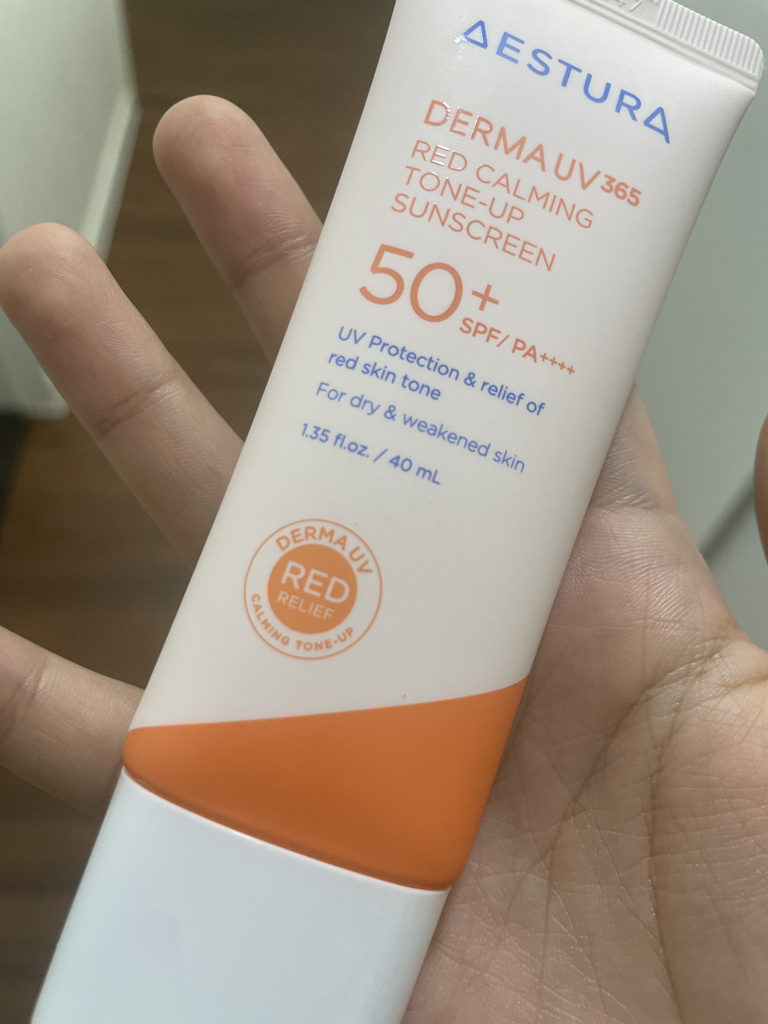 AESTURA
DERMA UV365
RED CALMING
TONE-UP
SUNSCREEN
50+
SPF/ PA++++
UV Protection & relief of
red skin tone
For dry & weakened skin
1.35 fl.oz. / 40 mL
DERMA UV
RED
RELIEF
CALMING TONE-UP